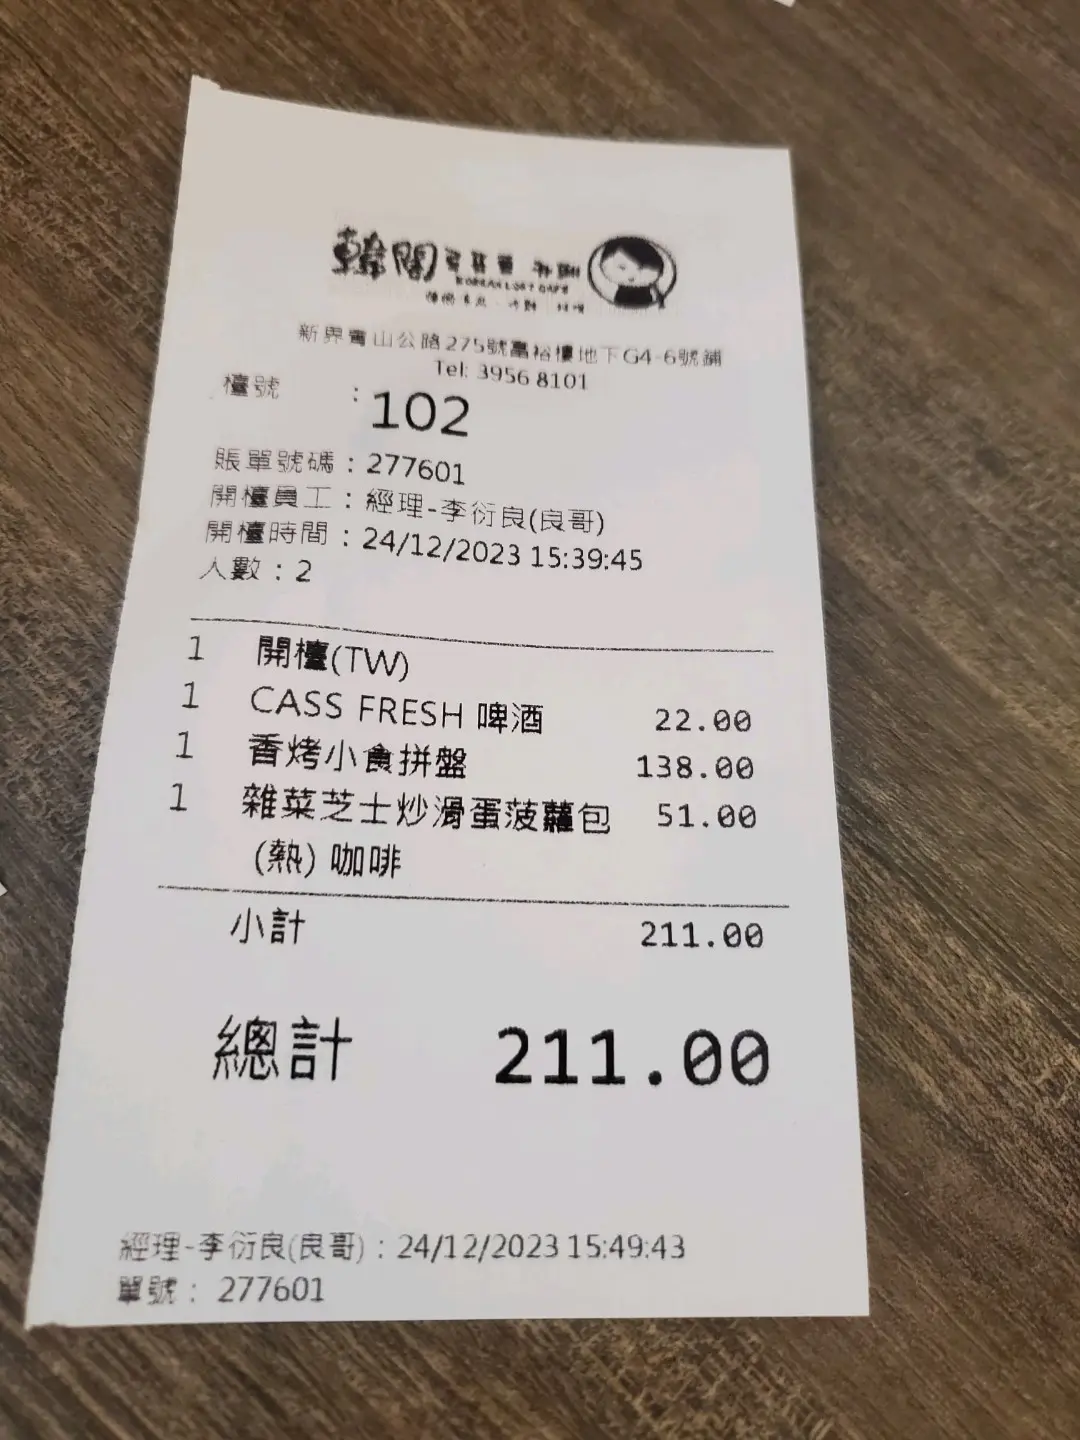 韓閣
KOREAN LOFT CAFE
新界青山公路275號富裕樓地下G4-6號鋪
Tel: 3956 8101
檯號 : 102
賬單號碼 : 277601
開檯員工 : 經理-李衍良(良哥)
開檯時間 : 24/12/2023 15:39:45
人數 : 2
1 開檯(TW)
1 CASS FRESH 啤酒 22.00
1 香烤小食拼盤 138.00
1 雜菜芝士炒滑蛋菠蘿包 51.00
(熱) 咖啡
小計 211.00
總計 211.00
經理-李衍良(良哥) : 24/12/2023 15:49:43
單號 : 277601